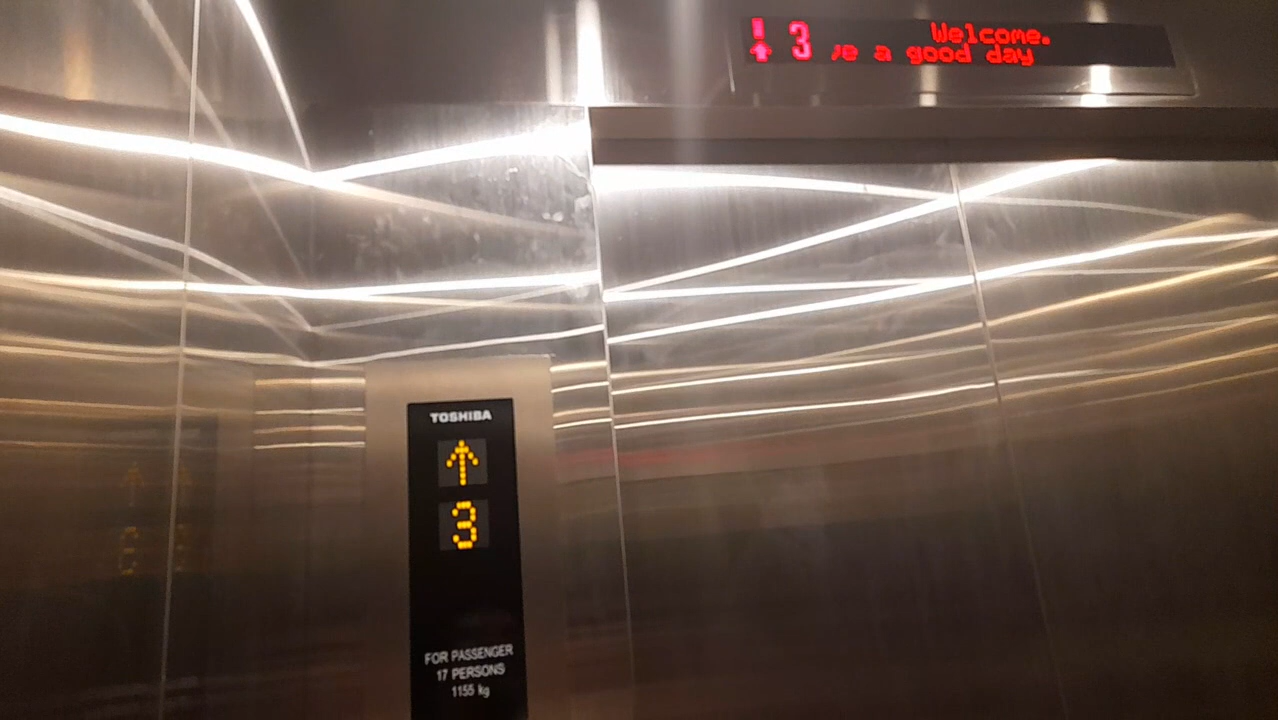 3 Welcome.
e a good day
TOSHIBA
↑
3
FOR PASSENGER
17 PERSONS
1155 kg